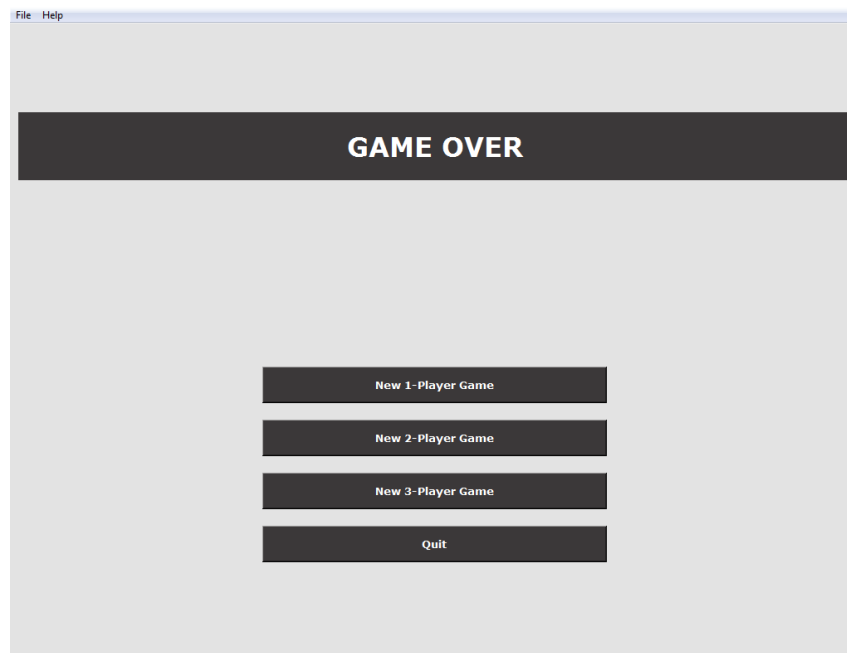 File Help
GAME OVER
New 1-Player Game
New 2-Player Game
New 3-Player Game
Quit